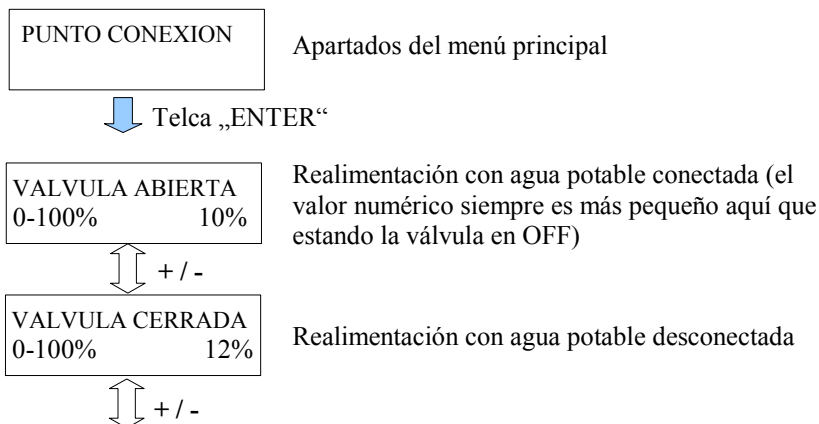 PUNTO CONEXION
Apartados del menú principal
Telca „ENTER“
VALVULA ABIERTA
0-100% 10%
Realimentación con agua potable conectada (el
valor numérico siempre es más pequeño aquí que
estando la válvula en OFF)
+ / -
VALVULA CERRADA
0-100% 12%
Realimentación con agua potable desconectada
+ / -